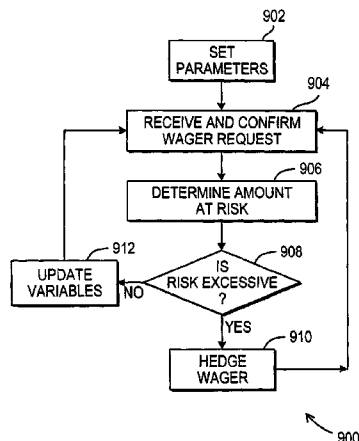 902
SET
PARAMETERS
904
RECEIVE AND CONFIRM
WAGER REQUEST
906
DETERMINE AMOUNT
AT RISK
908
IS
RISK EXCESSIVE
?
912
UPDATE
VARIABLES
NO
YES
910
HEDGE
WAGER
900